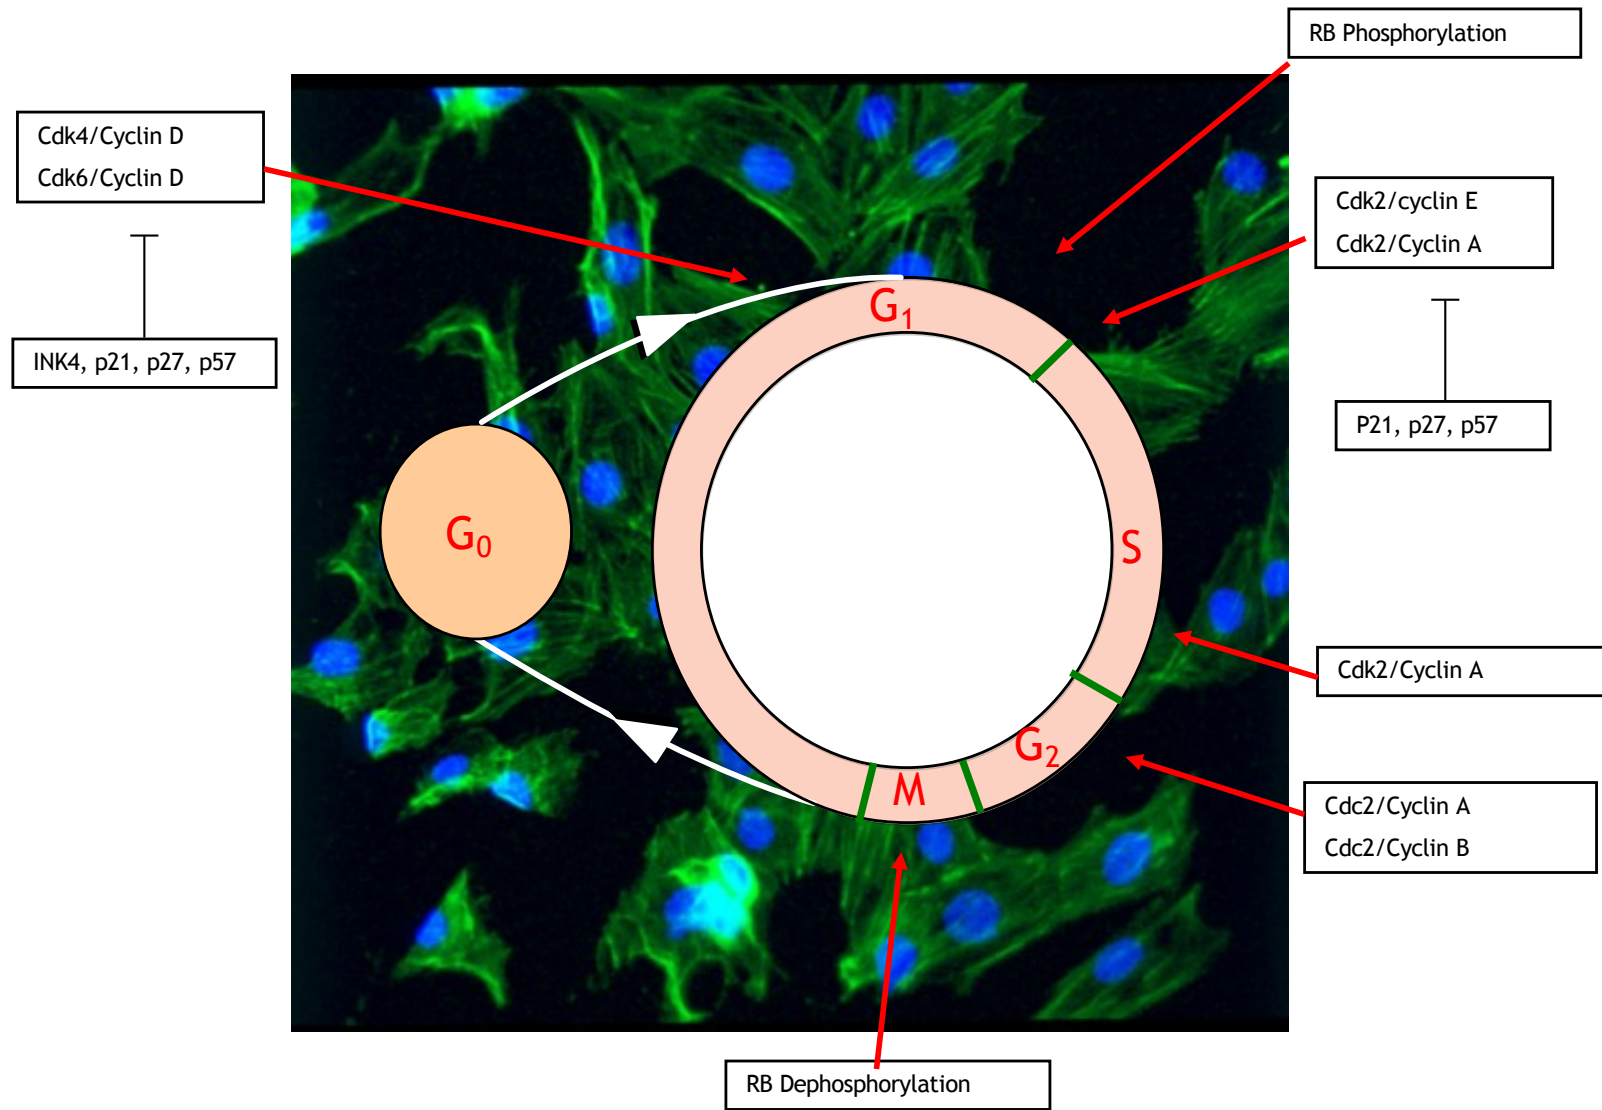 RB Phosphorylation
Cdk4/Cyclin D
Cdk6/Cyclin D
Cdk2/cyclin E
Cdk2/Cyclin A
G₁
INK4, p21, p27, p57
P21, p27, p57
G₀
S
Cdk2/Cyclin A
G₂
M
Cdc2/Cyclin A
Cdc2/Cyclin B
RB Dephosphorylation